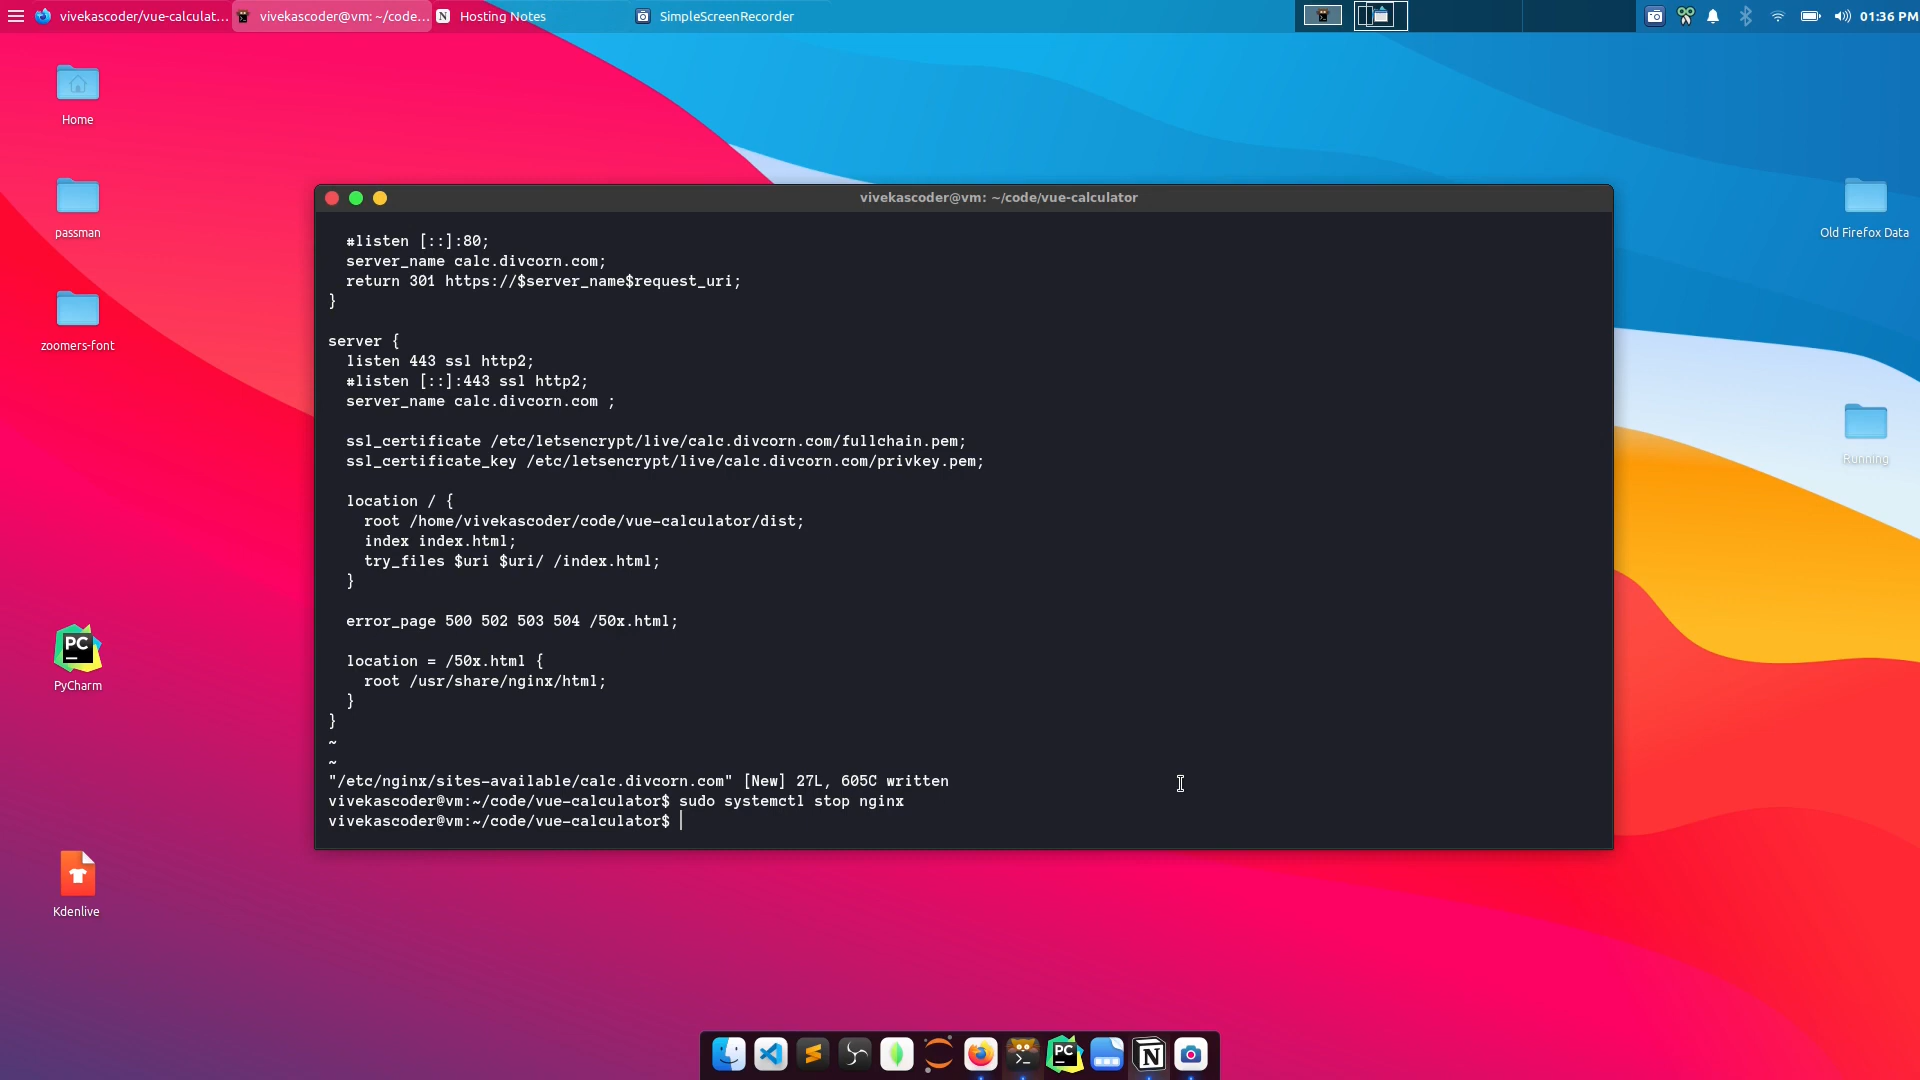 vivekascoder/vue-calculat...
vivekascoder@vm: ~/code...
Hosting Notes
SimpleScreenRecorder
01:36 PM
Home
passman
zoomers-font
PyCharm
Kdenlive
Old Firefox Data
Running
vivekascoder@vm: ~/code/vue-calculator
#listen [::]:80;
server_name calc.divcorn.com;
return 301 https://$server_name$request_uri;
}
server {
listen 443 ssl http2;
#listen [::]:443 ssl http2;
server_name calc.divcorn.com ;
ssl_certificate /etc/letsencrypt/live/calc.divcorn.com/fullchain.pem;
ssl_certificate_key /etc/letsencrypt/live/calc.divcorn.com/privkey.pem;
location / {
root /home/vivekascoder/code/vue-calculator/dist;
index index.html;
try_files $uri $uri/ /index.html;
}
error_page 500 502 503 504 /50x.html;
location = /50x.html {
root /usr/share/nginx/html;
}
}
~
~
"/etc/nginx/sites-available/calc.divcorn.com" [New] 27L, 605C written
vivekascoder@vm:~/code/vue-calculator$ sudo systemctl stop nginx
vivekascoder@vm:~/code/vue-calculator$